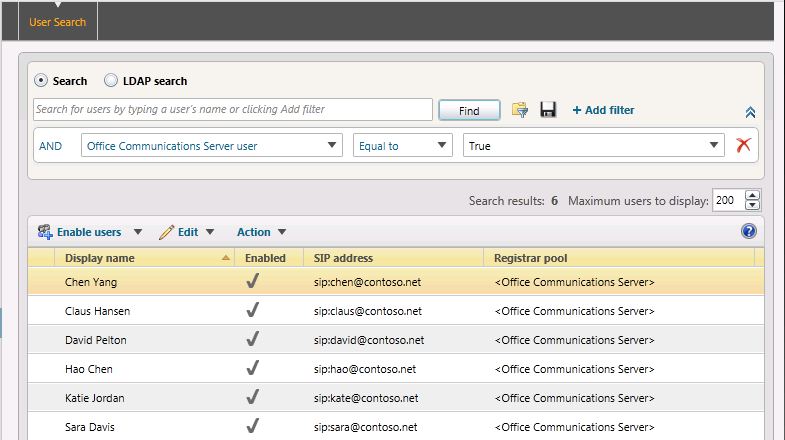 User Search
Search LDAP search
Search for users by typing a user's name or clicking Add filter Find + Add filter
AND Office Communications Server user Equal to True
Search results: 6 Maximum users to display: 200
Enable users Edit Action ?
Display name Enabled SIP address Registrar pool
Chen Yang sip:chen@contoso.net <Office Communications Server>
Claus Hansen sip:claus@contoso.net <Office Communications Server>
David Pelton sip:david@contoso.net <Office Communications Server>
Hao Chen sip:hao@contoso.net <Office Communications Server>
Katie Jordan sip:kate@contoso.net <Office Communications Server>
Sara Davis sip:sara@contoso.net <Office Communications Server>